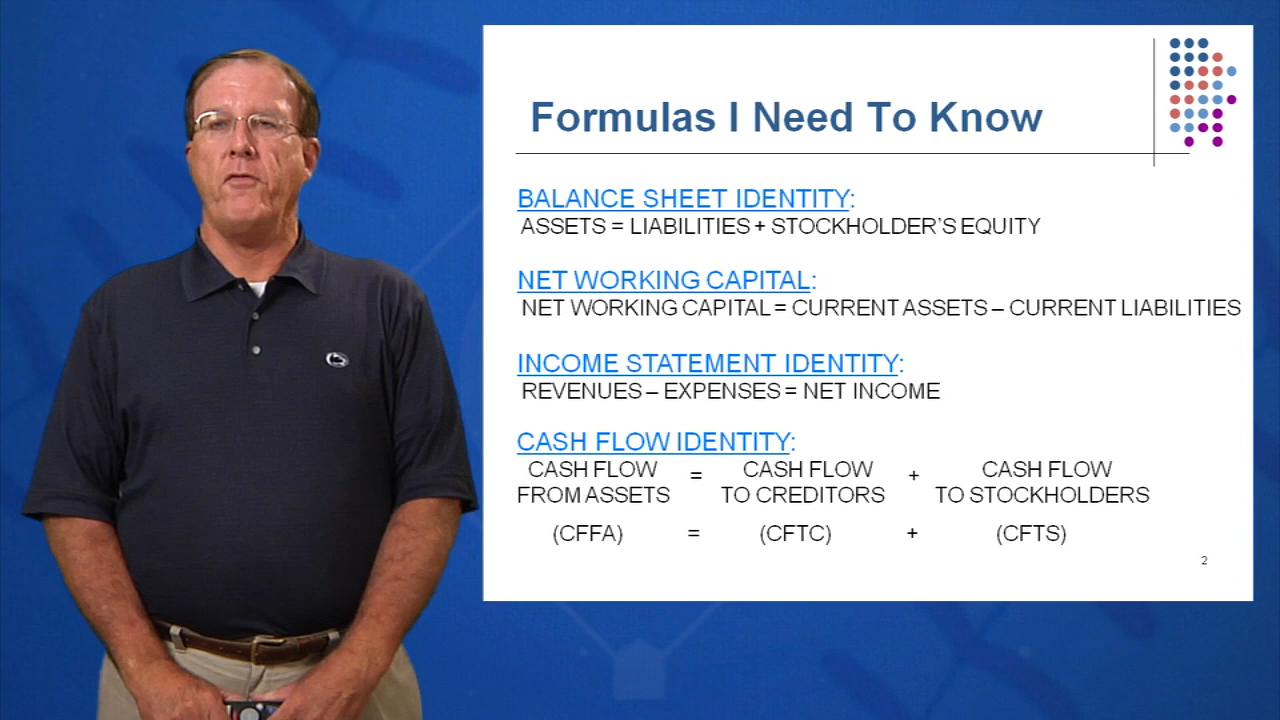 Formulas I Need To Know
BALANCE SHEET IDENTITY:
ASSETS = LIABILITIES + STOCKHOLDER'S EQUITY
NET WORKING CAPITAL:
NET WORKING CAPITAL = CURRENT ASSETS – CURRENT LIABILITIES
INCOME STATEMENT IDENTITY:
REVENUES – EXPENSES = NET INCOME
CASH FLOW IDENTITY:
CASH FLOW = CASH FLOW + CASH FLOW
FROM ASSETS TO CREDITORS TO STOCKHOLDERS
(CFFA) = (CFTC) + (CFTS)
2